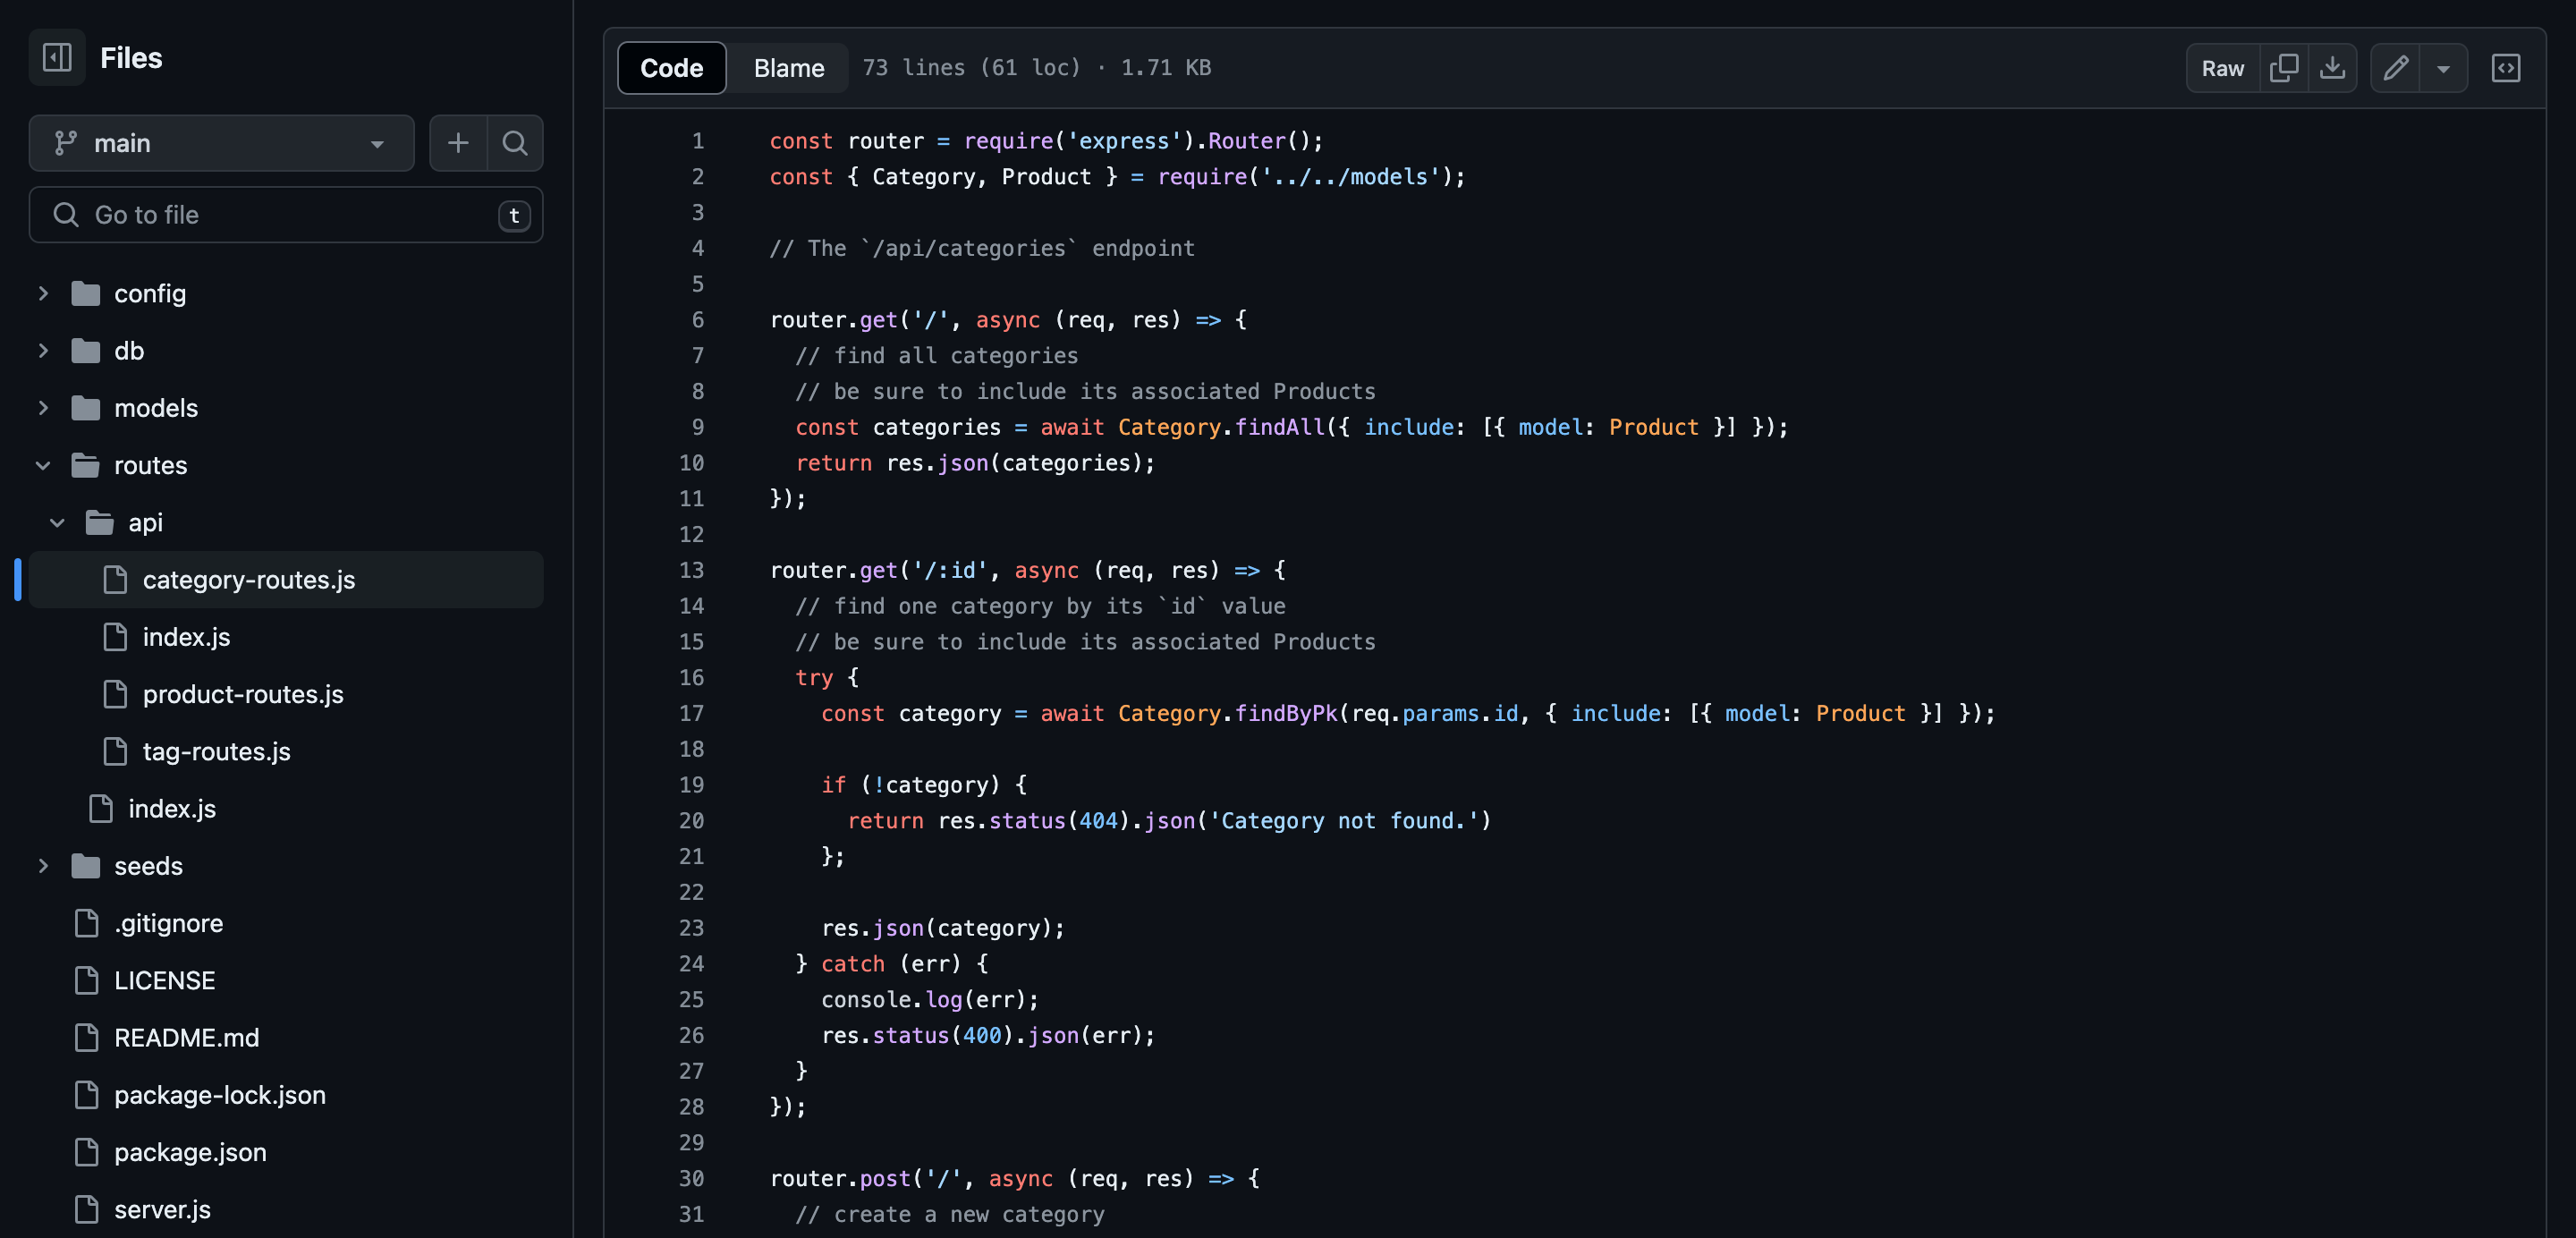 Files
main
Go to file
t
config
db
models
routes
api
category-routes.js
index.js
product-routes.js
tag-routes.js
index.js
seeds
.gitignore
LICENSE
README.md
package-lock.json
package.json
server.js
Code Blame 73 lines (61 loc) · 1.71 KB Raw
1 const router = require('express').Router();
2 const { Category, Product } = require('../../models');
3
4 // The `/api/categories` endpoint
5
6 router.get('/', async (req, res) => {
7   // find all categories
8   // be sure to include its associated Products
9   const categories = await Category.findAll({ include: [{ model: Product }] });
10   return res.json(categories);
11 });
12
13 router.get('/:id', async (req, res) => {
14   // find one category by its `id` value
15   // be sure to include its associated Products
16   try {
17     const category = await Category.findByPk(req.params.id, { include: [{ model: Product }] });
18
19     if (!category) {
20       return res.status(404).json('Category not found.')
21     };
22
23     res.json(category);
24   } catch (err) {
25     console.log(err);
26     res.status(400).json(err);
27   }
28 });
29
30 router.post('/', async (req, res) => {
31   // create a new category